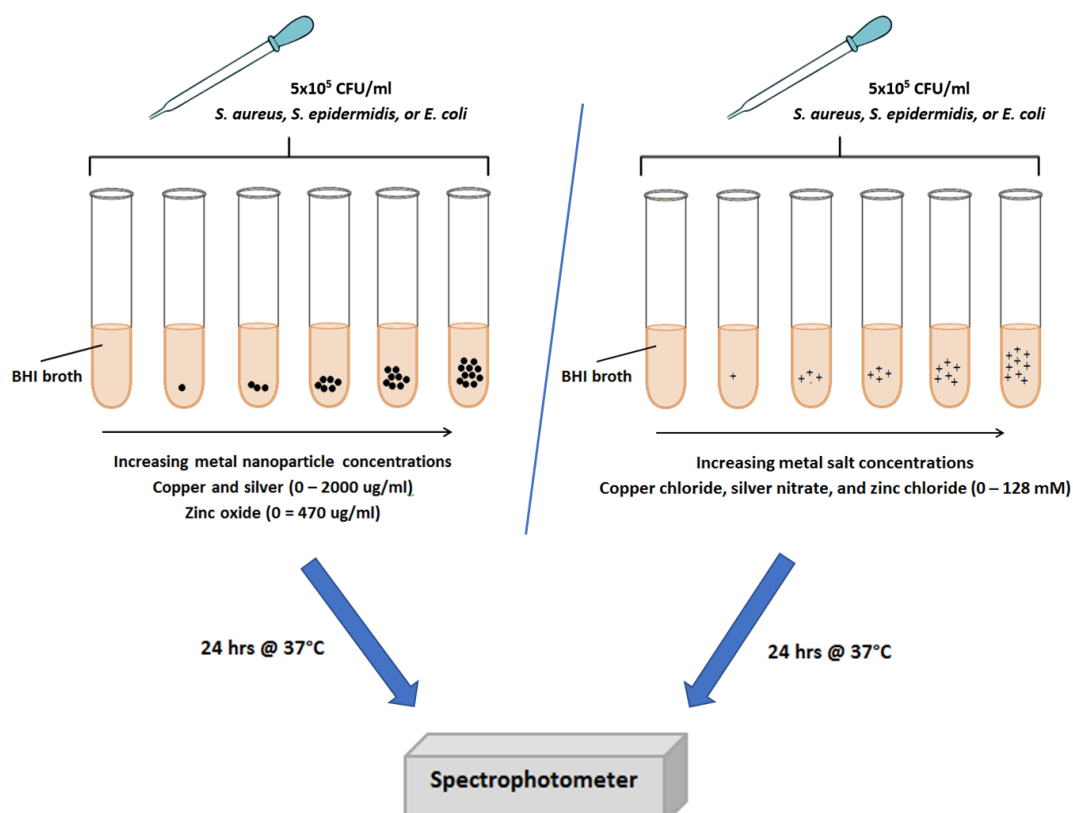 5x10⁵ CFU/ml
S. aureus, S. epidermidis, or E. coli
BHI broth
Increasing metal nanoparticle concentrations
Copper and silver (0 – 2000 ug/ml)
Zinc oxide (0 = 470 ug/ml)
24 hrs @ 37°C
5x10⁵ CFU/ml
S. aureus, S. epidermidis, or E. coli
BHI broth
Increasing metal salt concentrations
Copper chloride, silver nitrate, and zinc chloride (0 – 128 mM)
24 hrs @ 37°C
Spectrophotometer